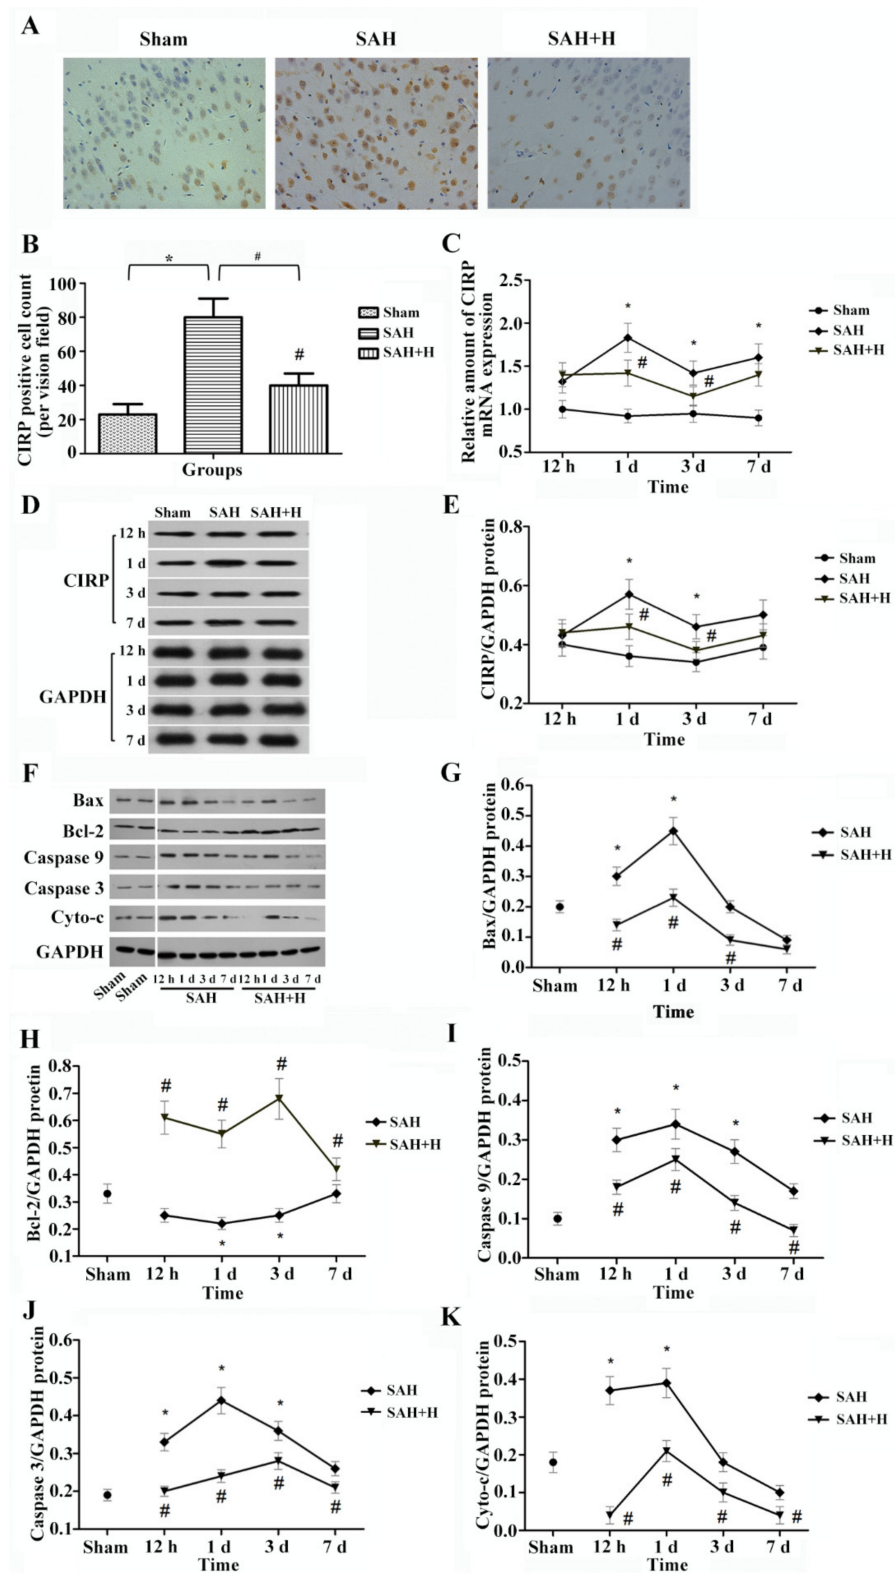 A
Sham
SAH
SAH+H
B
*
#
CIRP positive cell count
(per vision field)
100
80
60
40
20
0
#
Groups
Sham
SAH
SAH+H
C
Relative amount of CIRP
mRNA expression
2.5
2.0
1.5
1.0
0.5
* * *
# #
12 h 1 d 3 d 7 d
Time
Sham
SAH
SAH+H
D
Sham SAH SAH+H
CIRP
12 h
1 d
3 d
7 d
GAPDH
12 h
1 d
3 d
7 d
E
CIRP/GAPDH protein
0.8
0.6
0.4
0.2
* *
# #
12 h 1 d 3 d 7 d
Time
Sham
SAH
SAH+H
F
Bax
Bcl-2
Caspase 9
Caspase 3
Cyto-c
GAPDH
Sham Sham 12 h 1 d 3 d 7 d 12 h 1 d 3 d 7 d
SAH SAH+H
G
Bax/GAPDH protein
0.6
0.5
0.4
0.3
0.2
0.1
0.0
* *
# # #
Sham 12 h 1 d 3 d 7 d
Time
SAH
SAH+H
H
Bcl-2/GAPDH proetin
0.8
0.7
0.6
0.5
0.4
0.3
0.2
0.1
# # # #
* *
Sham 12 h 1 d 3 d 7 d
Time
SAH
SAH+H
I
Caspase 9/GAPDH protein
0.5
0.4
0.3
0.2
0.1
0.0
* * *
# # # #
Sham 12 h 1 d 3 d 7 d
Time
SAH
SAH+H
J
Caspase 3/GAPDH protein
0.6
0.5
0.4
0.3
0.2
0.1
* * *
# # # #
Sham 12 h 1 d 3 d 7 d
Time
SAH
SAH+H
K
Cyto-c/GAPDH protein
0.5
0.4
0.3
0.2
0.1
0.0
* *
# # # #
Sham 12 h 1 d 3 d 7 d
Time
SAH
SAH+H